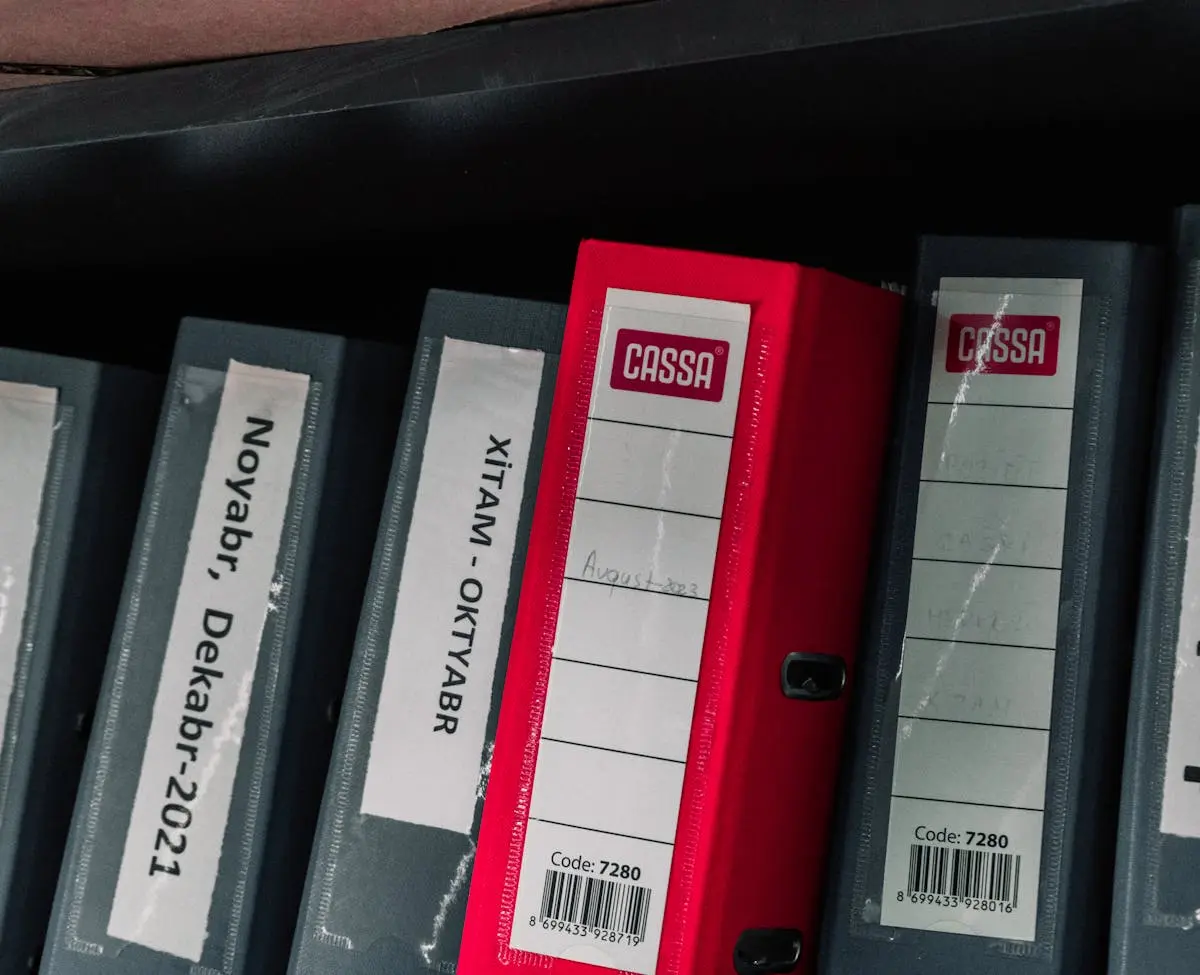 Noyabr, Dekabr-2021
XİTAM - OKTYABR
CASSA®
Avgust-2023
Code: 7280
8 699433 928719
CASSA®
Code: 7280
8 699433 928016